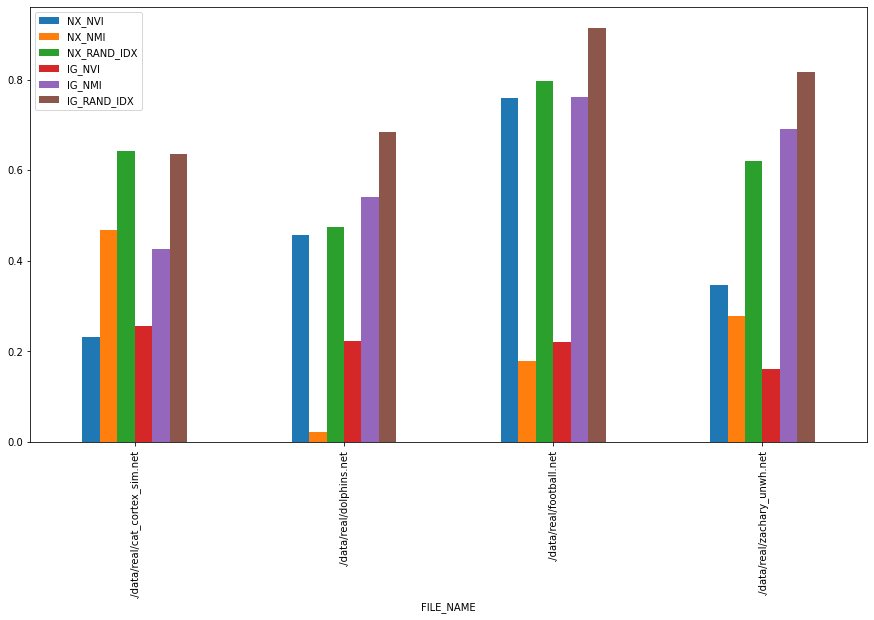 NX_NVI
NX_NMI
NX_RAND_IDX
IG_NVI
IG_NMI
IG_RAND_IDX
0.8
0.6
0.4
0.2
0.0
./data/real/cat_cortex_sim.net
./data/real/dolphins.net
./data/real/football.net
./data/real/zachary_unwh.net
FILE_NAME